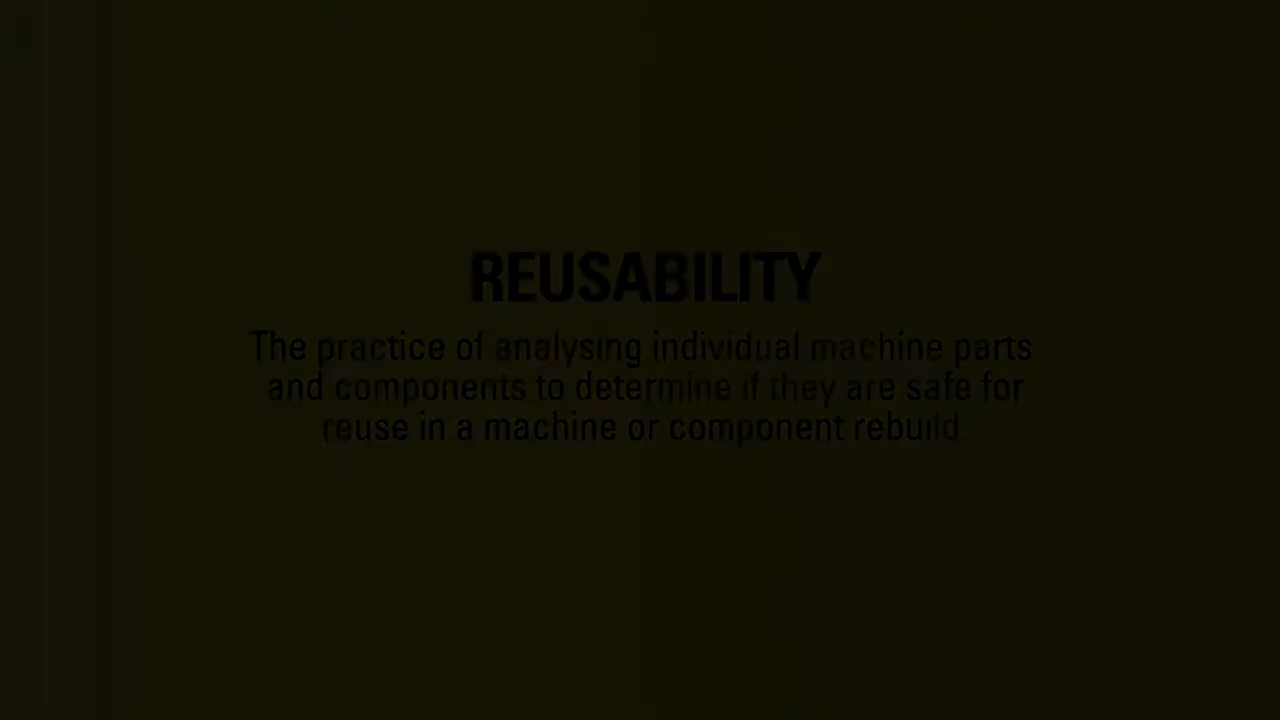 REUSABILITY
The practice of analysing individual machine parts
and components to determine if they are safe for
reuse in a machine or component rebuild